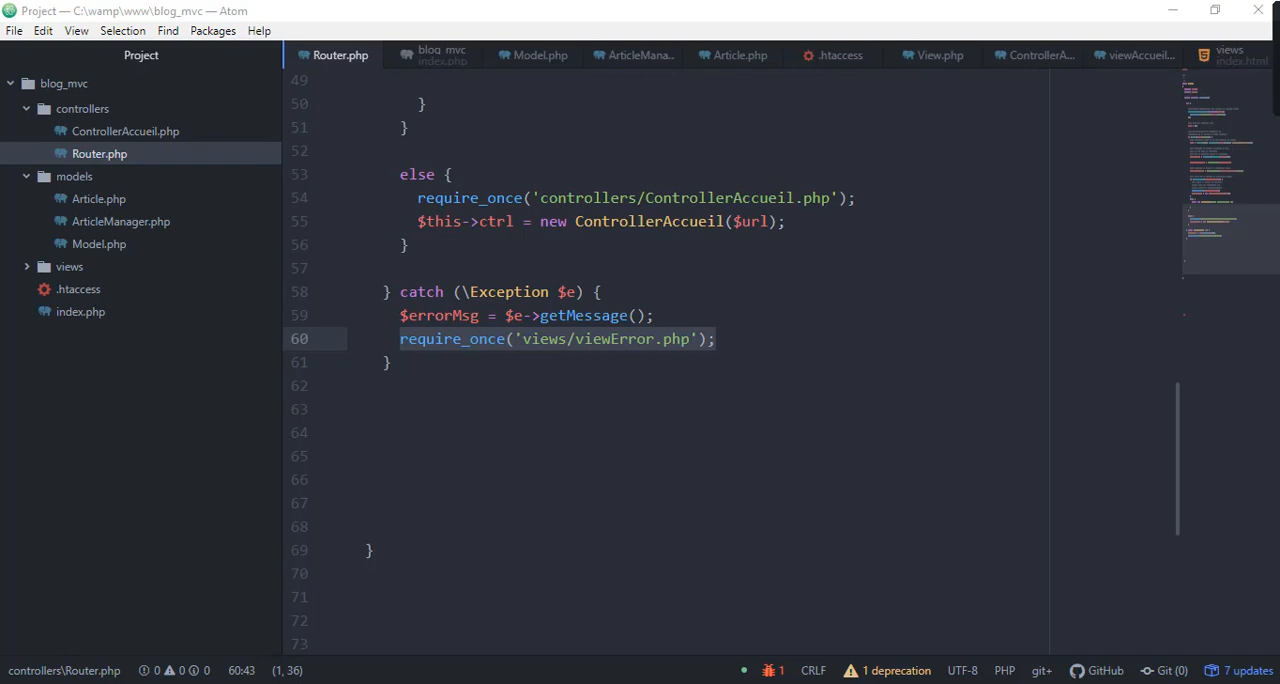 Project — C:\wamp\www\blog_mvc — Atom
File Edit View Selection Find Packages Help
Project
Router.php
blog_mvc
index.php
Model.php
ArticleMana..
Article.php
.htaccess
View.php
ControllerA...
viewAccueil...
views
index.html
blog_mvc
controllers
ControllerAccueil.php
Router.php
models
Article.php
ArticleManager.php
Model.php
views
.htaccess
index.php
49
50 }
51 }
52
53 else {
54 require_once('controllers/ControllerAccueil.php');
55 $this->ctrl = new ControllerAccueil($url);
56 }
57
58 } catch (\Exception $e) {
59 $errorMsg = $e->getMessage();
60 require_once('views/viewError.php');
61 }
62
63
64
65
66
67
68
69 }
70
71
72
73
controllers\Router.php 0 0 0 60:43 (1, 36) 1 CRLF 1 deprecation UTF-8 PHP git+ GitHub Git (0) 7 updates